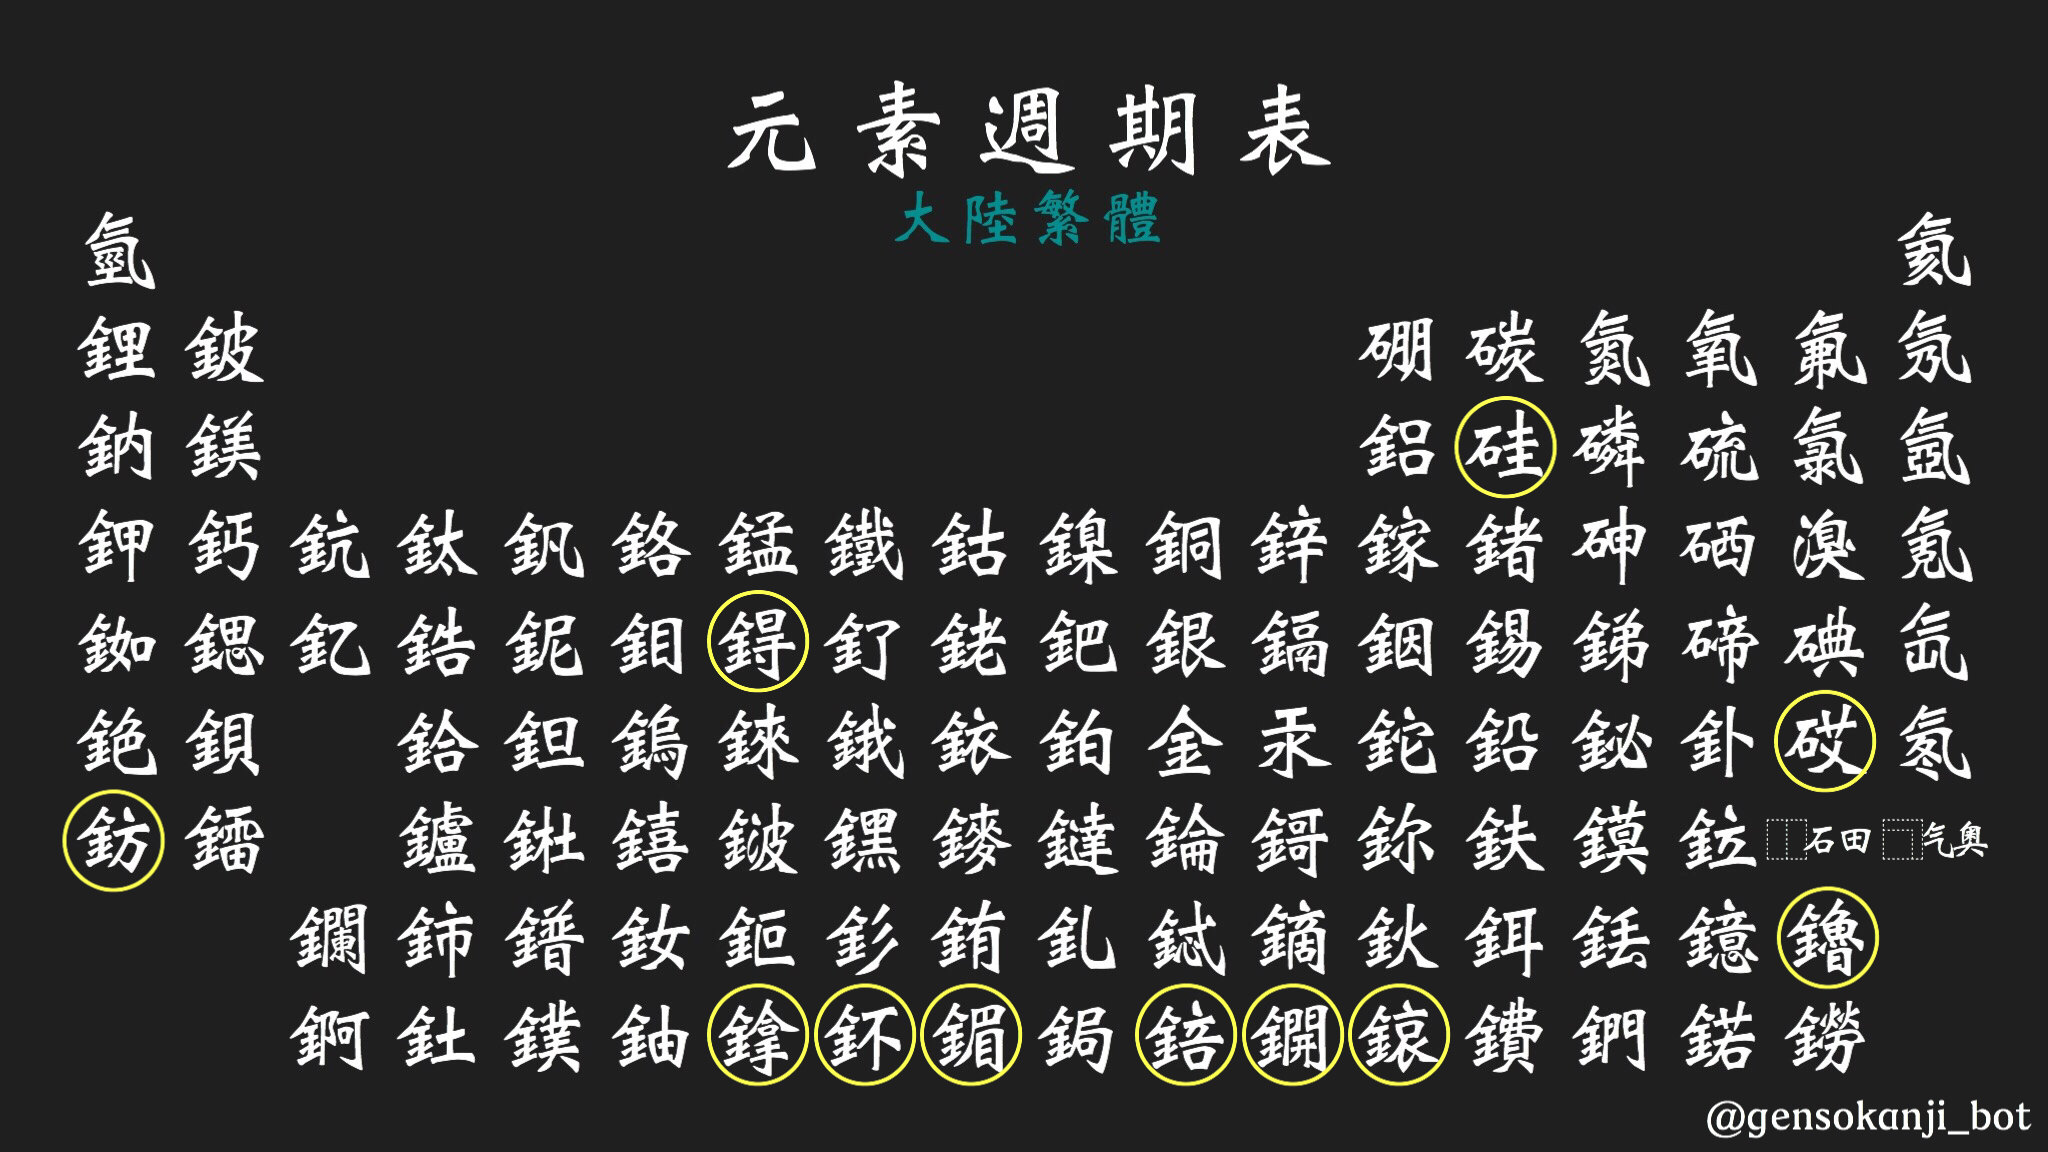 元素週期表
大陸繁體
氫 氦
鋰 鈹 硼 碳 氮 氧 氟 氖
鈉 鎂 鋁 硅 磷 硫 氯 氬
鉀 鈣 鈧 鈦 釩 鉻 錳 鐵 鈷 鎳 銅 鋅 鎵 鍺 砷 硒 溴 氪
銣 鍶 釔 鋯 鈮 鉬 鍀 釕 銠 鈀 銀 鎘 銦 錫 銻 碲 碘 氙
銫 鋇 鉿 鉭 鎢 錸 鋨 銥 鉑 金 汞 鉈 鉛 鉍 釙 砹 氡
鈁 鐳 鑪 𨧀 𨭎 𨨏 𨭆 䥑 鐽 錀 鎶 鉨 鈇 鏌 鉝 ⿰石田 ⿹气奧
鑭 鈰 鐠 釹 鉕 釤 銪 釓 鋱 鏑 鈥 鉺 銩 鐿 鑥
錒 釷 鏷 鈾 鎿 鈈 鎇 鋦 錇 鐦 鎄 鐨 鍆 鍩 鐒
@gensokanji_bot